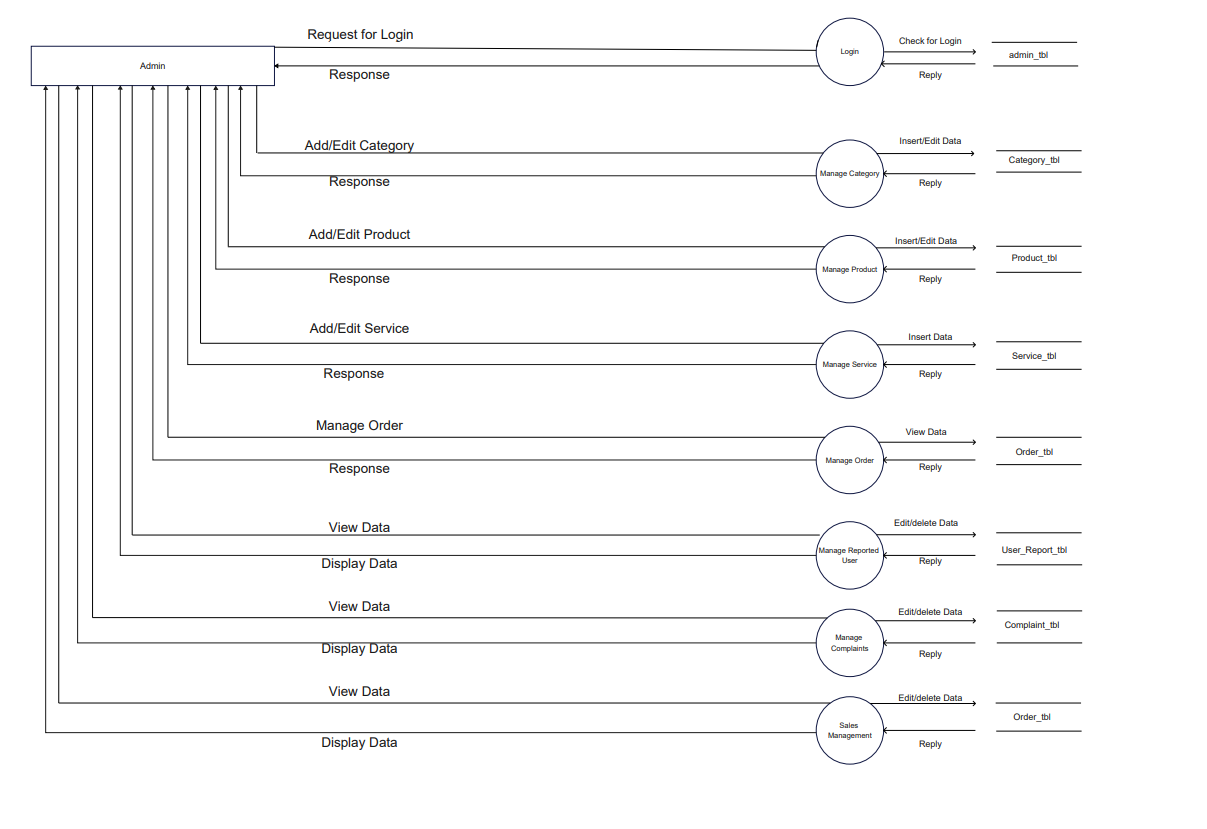 Request for Login
Admin
Response
Login
Check for Login
Reply
admin_tbl
Add/Edit Category
Response
Manage Category
Insert/Edit Data
Reply
Category_tbl
Add/Edit Product
Response
Manage Product
Insert/Edit Data
Reply
Product_tbl
Add/Edit Service
Response
Manage Service
Insert Data
Reply
Service_tbl
Manage Order
Response
Manage Order
View Data
Reply
Order_tbl
View Data
Display Data
Manage Reported
User
Edit/delete Data
Reply
User_Report_tbl
View Data
Display Data
Manage
Complaints
Edit/delete Data
Reply
Complaint_tbl
View Data
Display Data
Sales
Management
Edit/delete Data
Reply
Order_tbl